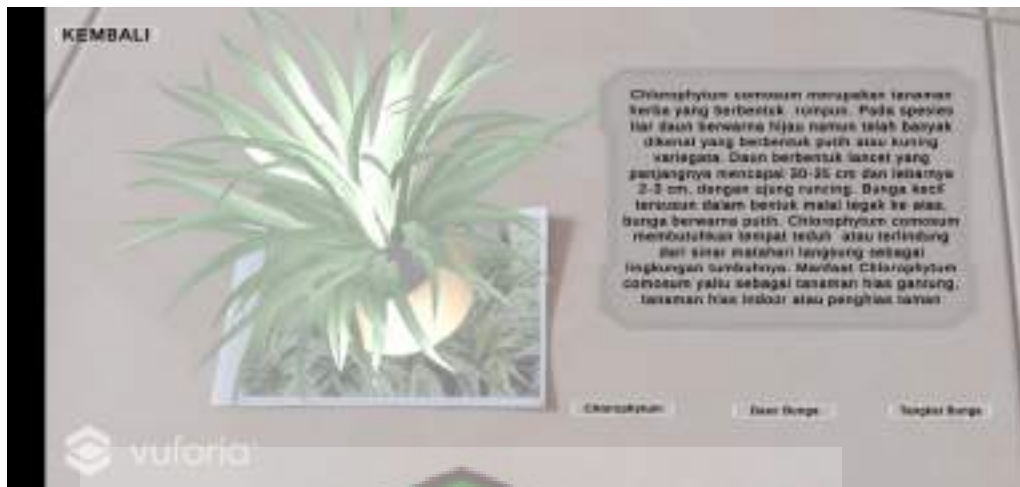 KEMBALI
Chlorophytum comosum merupakan tanaman
herba yang berbentuk rumpun. Pada spesies
liar daun berwarna hijau namun telah banyak
dikenal yang berbentuk putih atau kuning
variegata. Daun berbentuk lancet yang
panjangnya mencapai cm dan lebarnya
2-3 cm, dengan ujung runcing. Bunga kecil
tersusun dalam bentuk malai tegak ke atas,
bunga berwarna putih. Chlorophytum comosum
membutuhkan tempat teduh atau terlindung
dari sinar matahari langsung sebagai
lingkungan tumbuhnya. Manfaat Chlorophytum
comosum yaitu sebagai tanaman hias gantung,
tanaman hias indoor atau penghias taman
Chlorophytum
Daun Bunga
Tangkai Bunga
vuforia